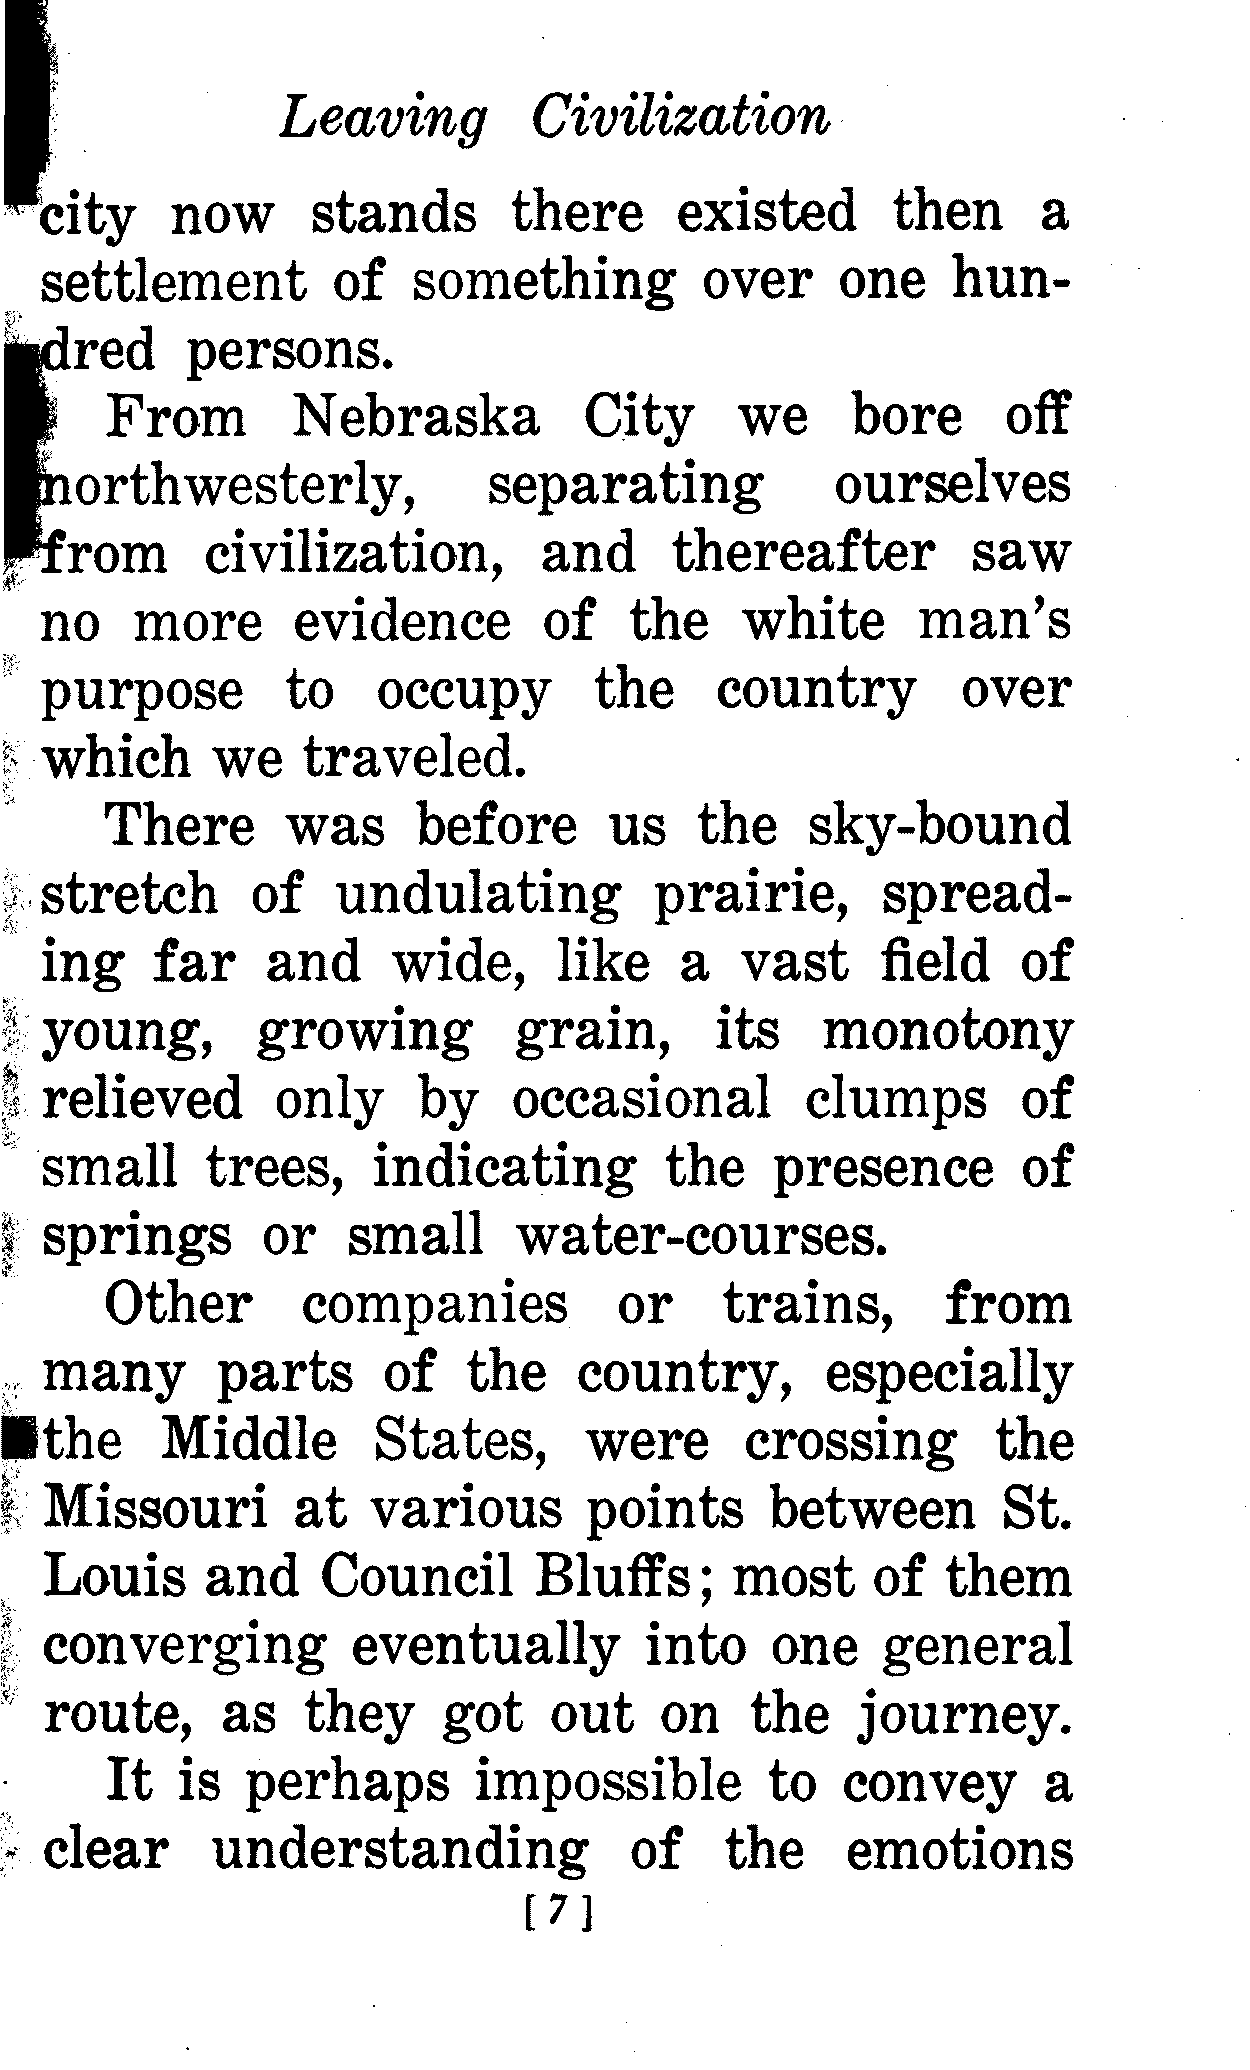 Leaving Civilization
city now stands there existed then a
settlement of something over one hun-
dred persons.
From Nebraska City we bore off
northwesterly, separating ourselves
from civilization, and thereafter saw
no more evidence of the white man's
purpose to occupy the country over
which we traveled.
There was before us the sky-bound
stretch of undulating prairie, spread-
ing far and wide, like a vast field of
young, growing grain, its monotony
relieved only by occasional clumps of
small trees, indicating the presence of
springs or small water-courses.
Other companies or trains, from
many parts of the country, especially
the Middle States, were crossing the
Missouri at various points between St.
Louis and Council Bluffs; most of them
converging eventually into one general
route, as they got out on the journey.
It is perhaps impossible to convey a
clear understanding of the emotions
[7]